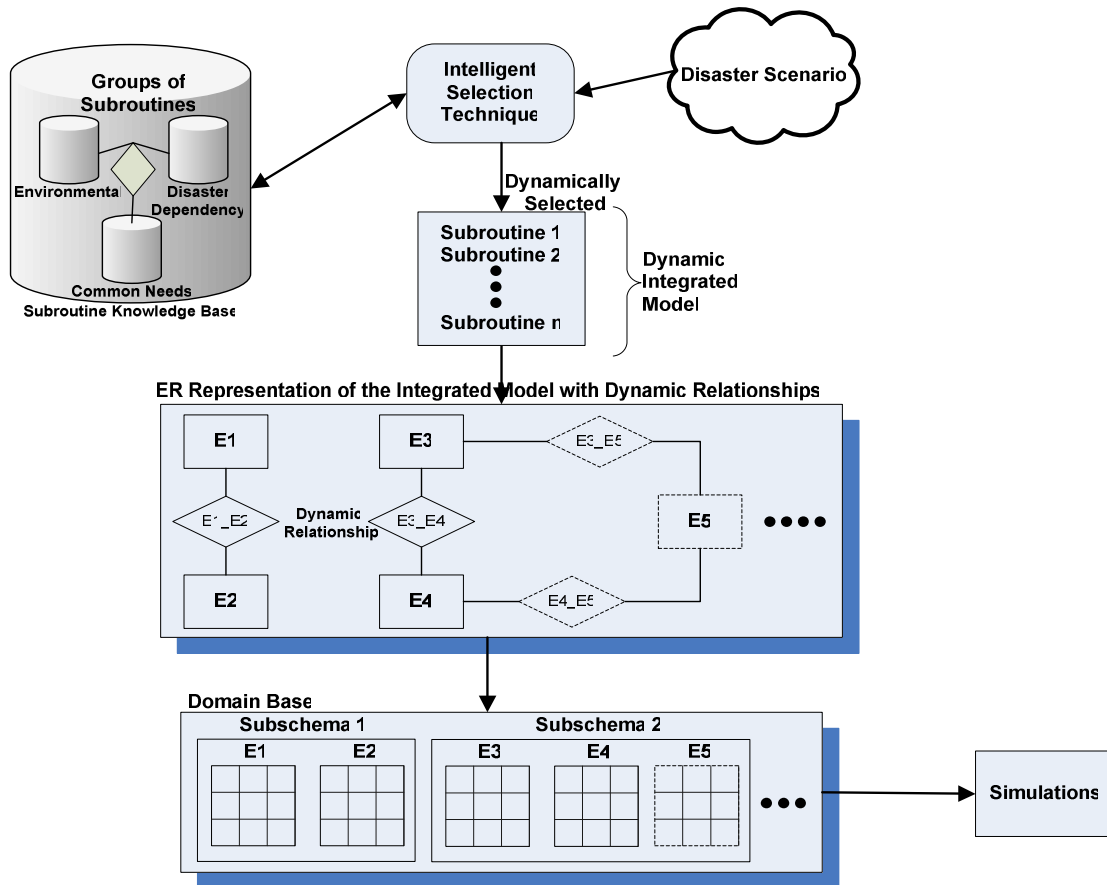 Groups of
Subroutines
Environmental
Disaster
Dependency
Common Needs
Subroutine Knowledge Base
Intelligent
Selection
Technique
Disaster Scenario
Dynamically
Selected
Subroutine 1
Subroutine 2
Subroutine n
Dynamic
Integrated
Model
ER Representation of the Integrated Model with Dynamic Relationships
E1
E3
E3_E5
E1_E2
Dynamic
Relationship
E3_E4
E5
E2
E4
E4_E5
Domain Base
Subschema 1
Subschema 2
E1
E2
E3
E4
E5
Simulations